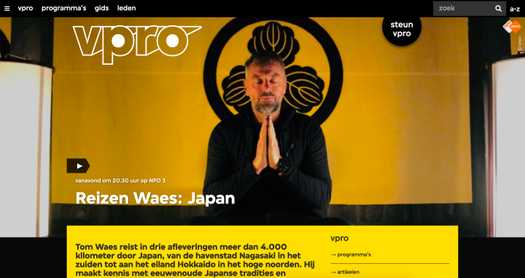 vpro programma's gids leden zoek a-z
vpro
steun
vpro
vanavond om 20:30 uur op NPO 3
Reizen Waes: Japan
Tom Waes reist in drie afleveringen meer dan 4.000
kilometer door Japan, van de havenstad Nagasaki in het
zuiden tot aan het eiland Hokkaido in het hoge noorden. Hij
maakt kennis met eeuwenoude Japanse tradities en
vpro
→ programma's
→ artikelen